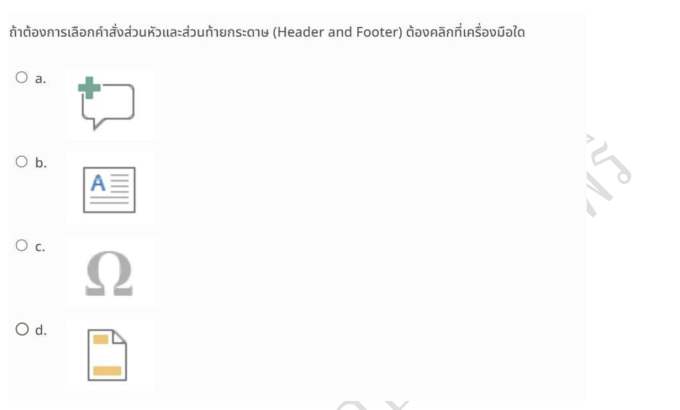 ถ้าต้องการเลือกคำสั่งส่วนหัวและส่วนท้ายกระดาษ (Header and Footer) ต้องคลิกที่เครื่องมือใด
a.
b.
A
c.
Ω
d.